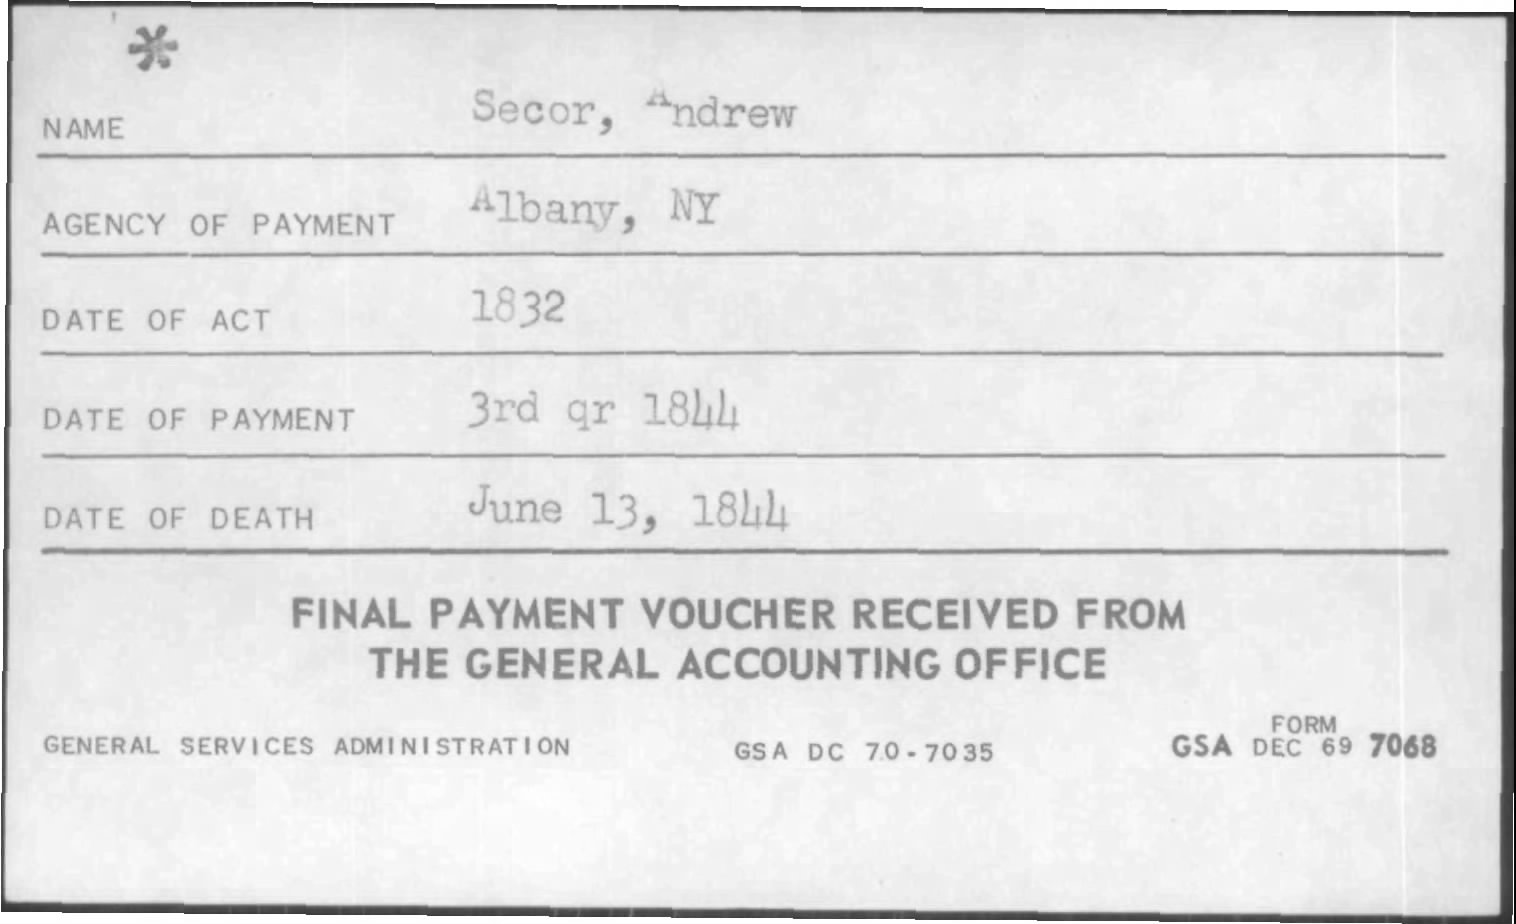 *
NAME Secor, Andrew
AGENCY OF PAYMENT Albany, NY
DATE OF ACT 1832
DATE OF PAYMENT 3rd qr 1844
DATE OF DEATH June 13, 1844
FINAL PAYMENT VOUCHER RECEIVED FROM
THE GENERAL ACCOUNTING OFFICE
GENERAL SERVICES ADMINISTRATION GSA DC 70-7035 GSA FORM DEC 69 7068